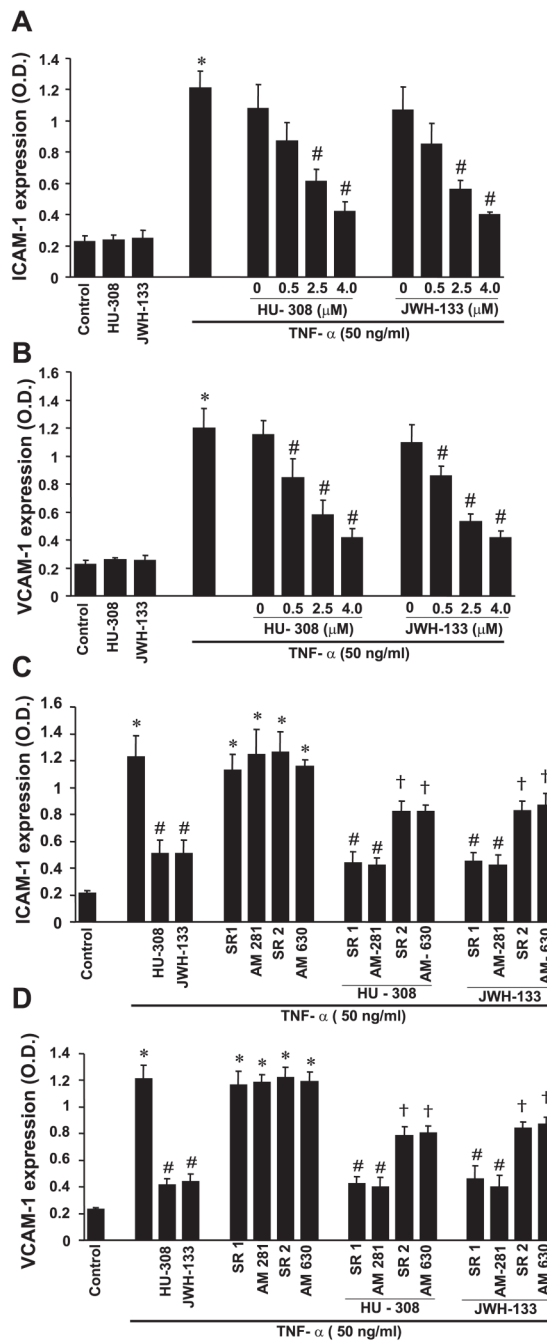 A
ICAM-1 expression (O.D.)
1.4
1.2
1
0.8
0.6
0.4
0.2
0
*
#
#
#
#
Control
HU-308
JWH-133
0 0.5 2.5 4.0
0 0.5 2.5 4.0
HU- 308 (μM)
JWH-133 (μM)
TNF- α (50 ng/ml)
B
VCAM-1 expression (O.D.)
1.4
1.2
1
0.8
0.6
0.4
0.2
0
*
#
#
#
#
#
#
Control
HU-308
JWH-133
0 0.5 2.5 4.0
0 0.5 2.5 4.0
HU- 308 (μM)
JWH-133 (μM)
TNF- α (50 ng/ml)
C
ICAM-1 expression (O.D.)
1.6
1.4
1.2
1
0.8
0.6
0.4
0.2
0
*
# #
* * * *
# # † †
# # † †
Control
HU-308
JWH-133
SR1
AM 281
SR 2
AM 630
SR 1
AM-281
SR 2
AM- 630
SR 1
AM-281
SR 2
AM- 630
HU - 308
JWH-133
TNF- α ( 50 ng/ml)
D
VCAM-1 expression (O.D.)
1.4
1.2
1
0.8
0.6
0.4
0.2
0
*
# #
* * * *
# # † †
# # † †
Control
HU-308
JWH-133
SR 1
AM 281
SR 2
AM 630
SR 1
AM 281
SR 2
AM 630
SR 1
AM-281
SR 2
AM 630
HU - 308
JWH-133
TNF- α (50 ng/ml)